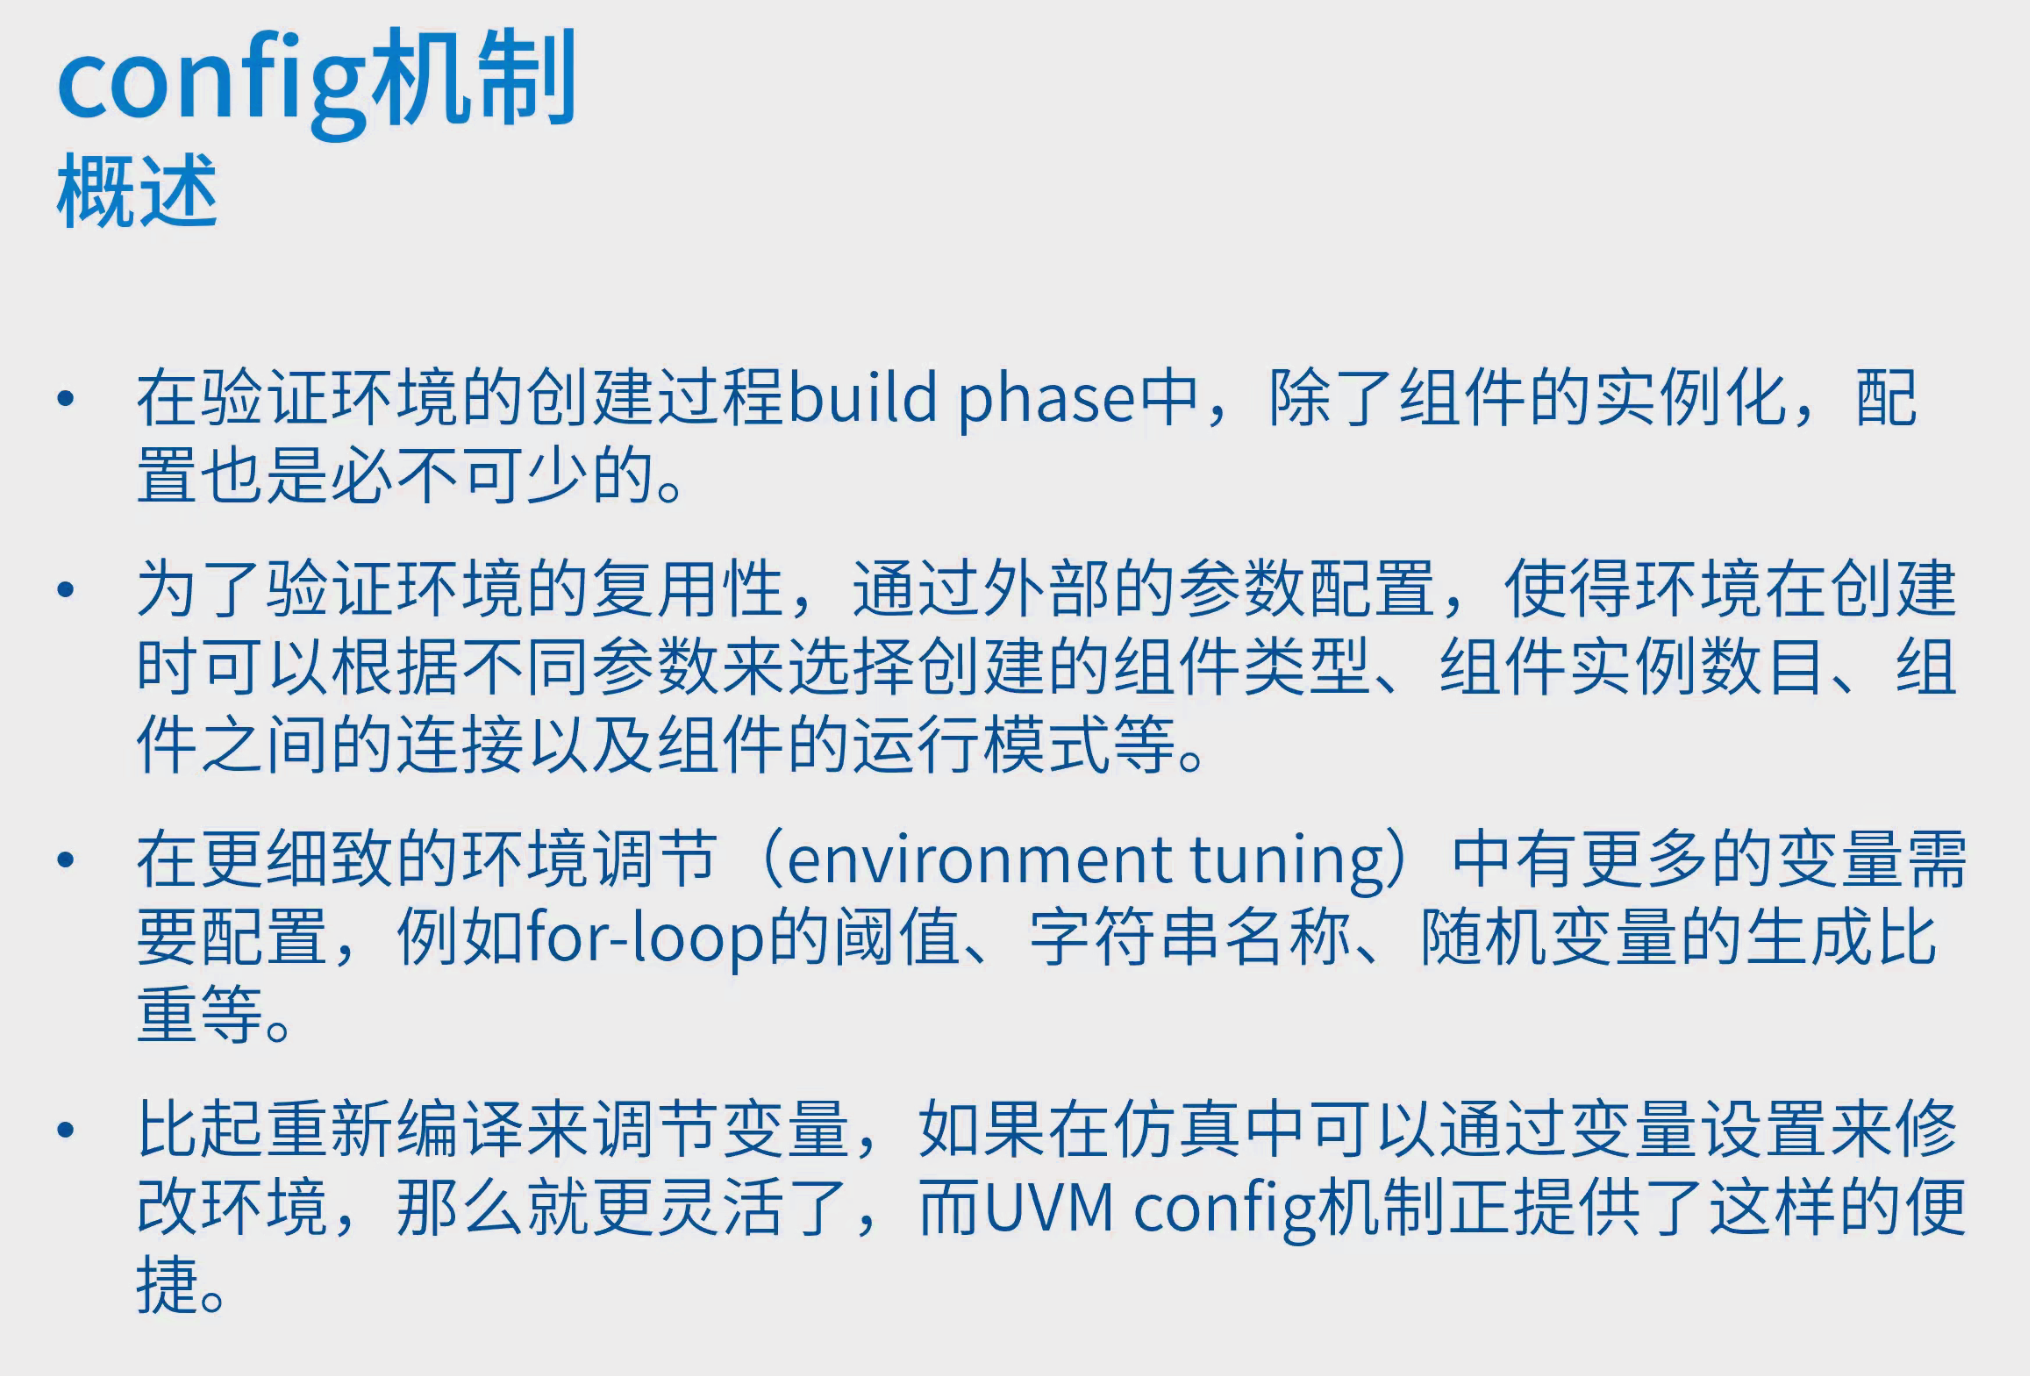 config机制
概述
• 在验证环境的创建过程build phase中，除了组件的实例化，配
置也是必不可少的。
• 为了验证环境的复用性，通过外部的参数配置，使得环境在创建
时可以根据不同参数来选择创建的组件类型、组件实例数目、组
件之间的连接以及组件的运行模式等。
• 在更细致的环境调节（environment tuning）中有更多的变量需
要配置，例如for-loop的阈值、字符串名称、随机变量的生成比
重等。
• 比起重新编译来调节变量，如果在仿真中可以通过变量设置来修
改环境，那么就更灵活了，而UVM config机制正提供了这样的便
捷。